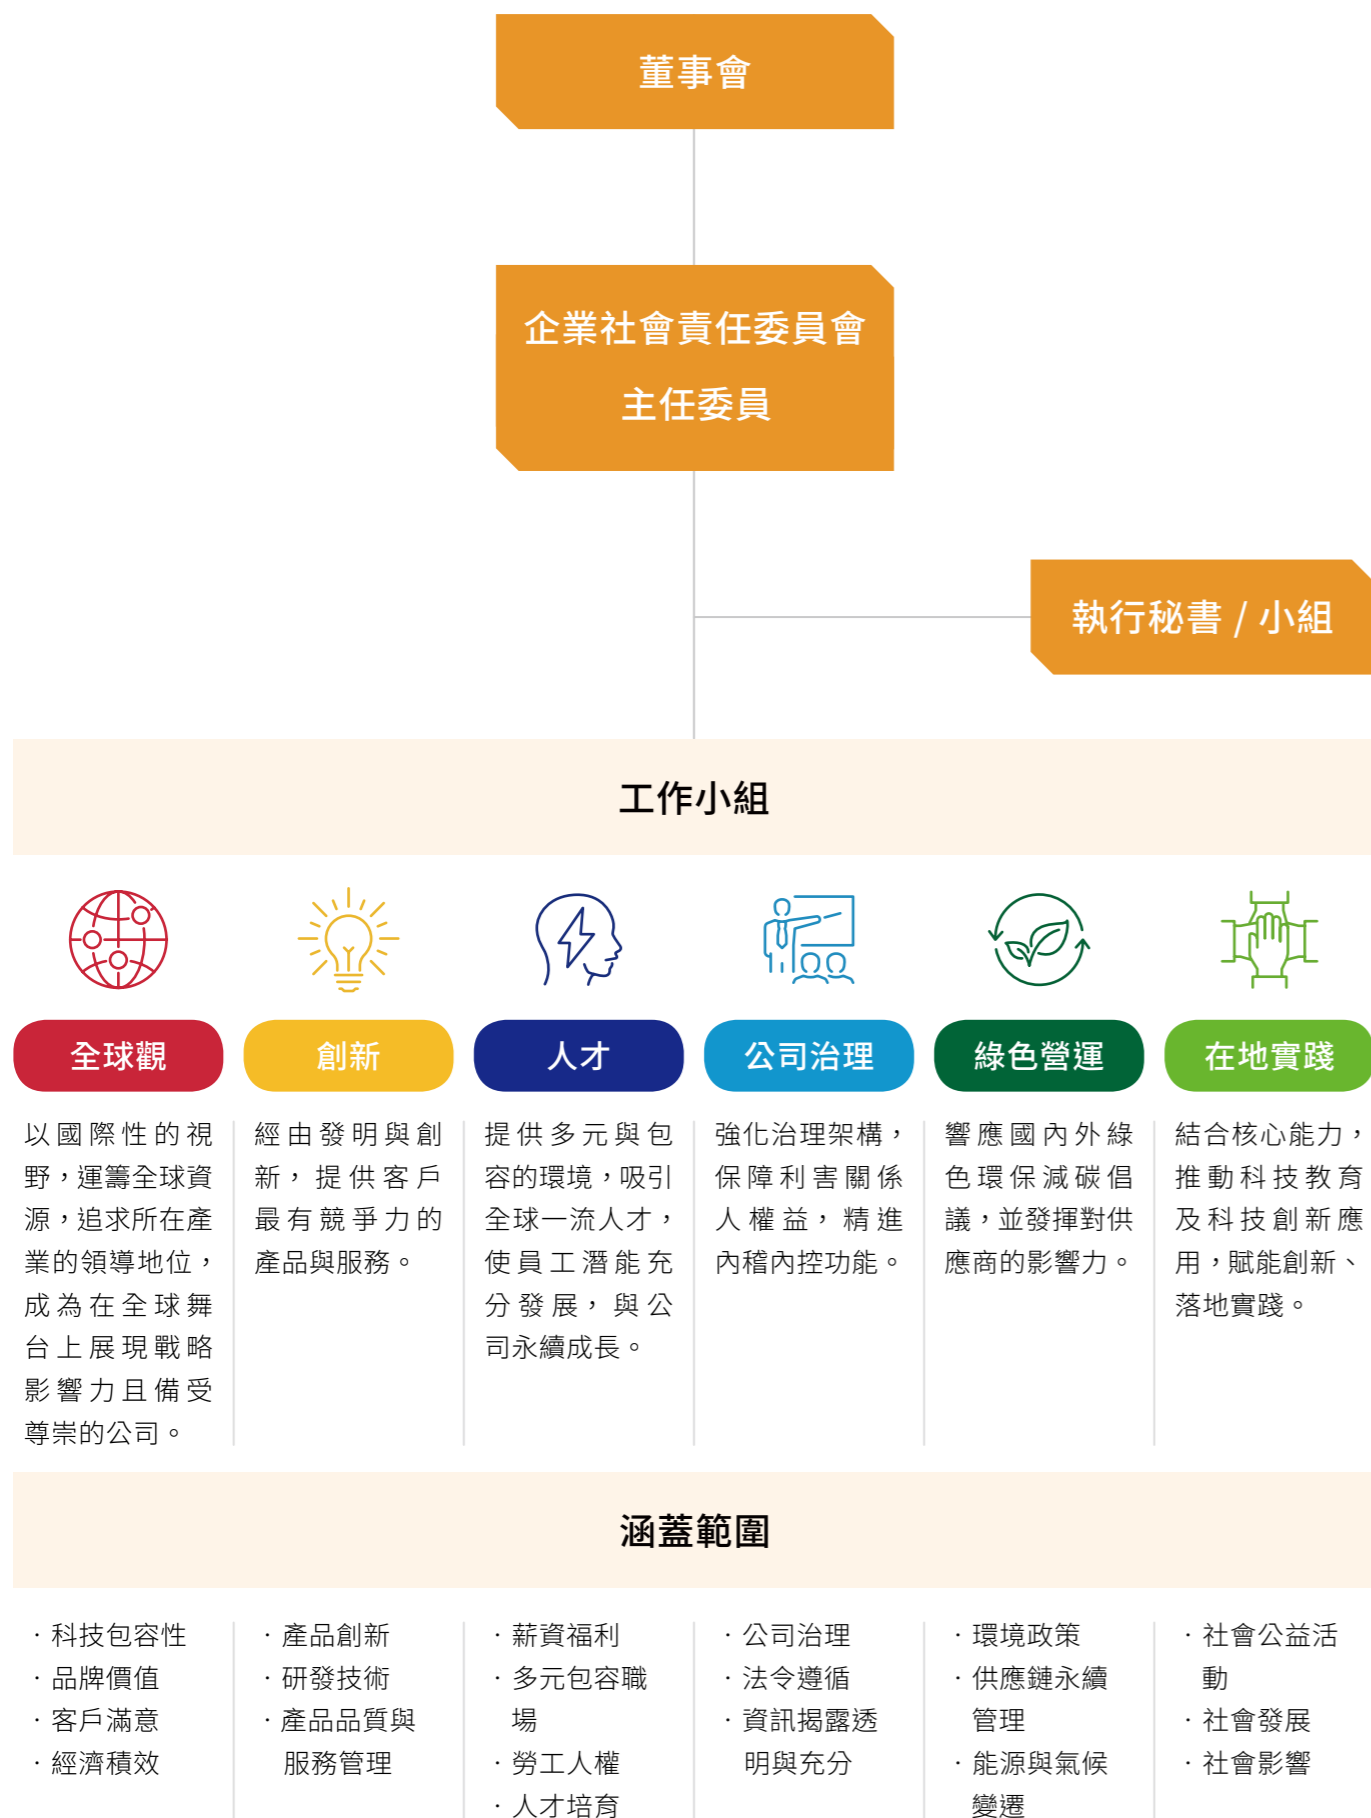 董事會
企業社會責任委員會
主任委員
執行秘書 / 小組
工作小組
全球觀
以國際性的視
野，運籌全球資
源，追求所在產
業的領導地位，
成為在全球舞
台上展現戰略
影響力且備受
尊崇的公司。
創新
經由發明與創
新，提供客戶
最有競爭力的
產品與服務。
人才
提供多元與包
容的環境，吸引
全球一流人才，
使員工潛能充
分發展，與公
司永續成長。
公司治理
強化治理架構，
保障利害關係
人權益，精進
內稽內控功能。
綠色營運
響應國內外綠
色環保減碳倡
議，並發揮對供
應商的影響力。
在地實踐
結合核心能力，
推動科技教育
及科技創新應
用，賦能創新、
落地實踐。
涵蓋範圍
· 科技包容性
· 品牌價值
· 客戶滿意
· 經濟積效
· 產品創新
· 研發技術
· 產品品質與
服務管理
· 薪資福利
· 多元包容職
場
· 勞工人權
· 人才培育
· 公司治理
· 法令遵循
· 資訊揭露透
明與充分
· 環境政策
· 供應鏈永續
管理
· 能源與氣候
變遷
· 社會公益活
動
· 社會發展
· 社會影響